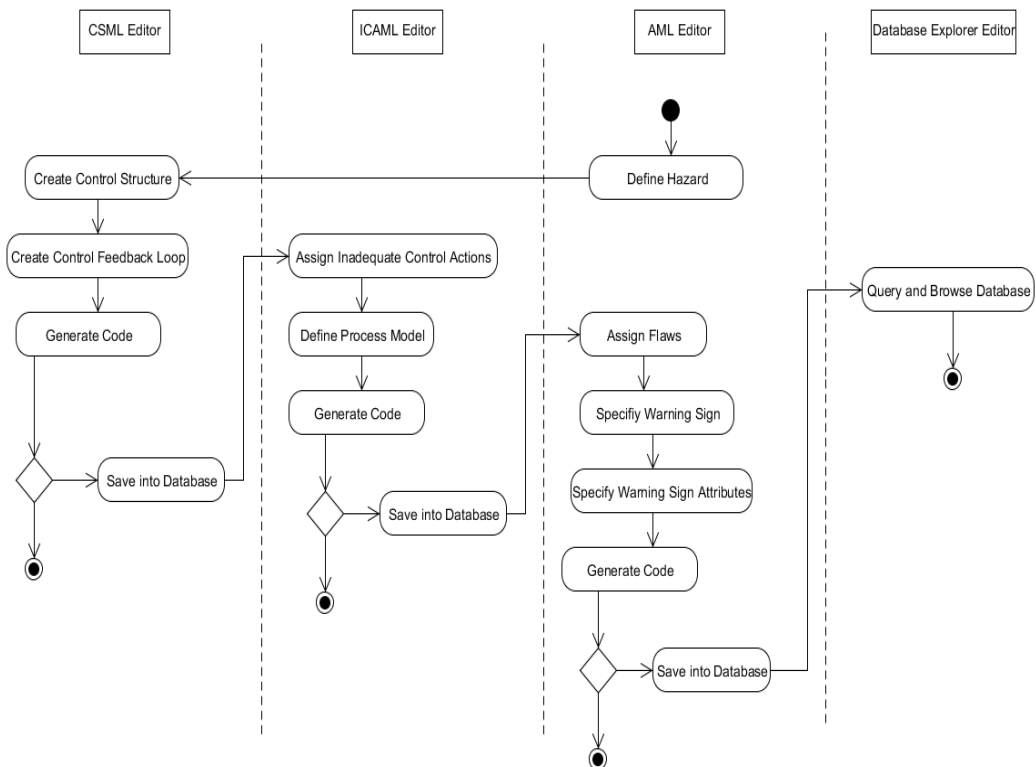 CSML Editor
ICAML Editor
AML Editor
Database Explorer Editor
Create Control Structure
Define Hazard
Create Control Feedback Loop
Assign Inadequate Control Actions
Query and Browse Database
Generate Code
Define Process Model
Assign Flaws
Generate Code
Specifiy Warning Sign
Save into Database
Specify Warning Sign Attributes
Save into Database
Generate Code
Save into Database